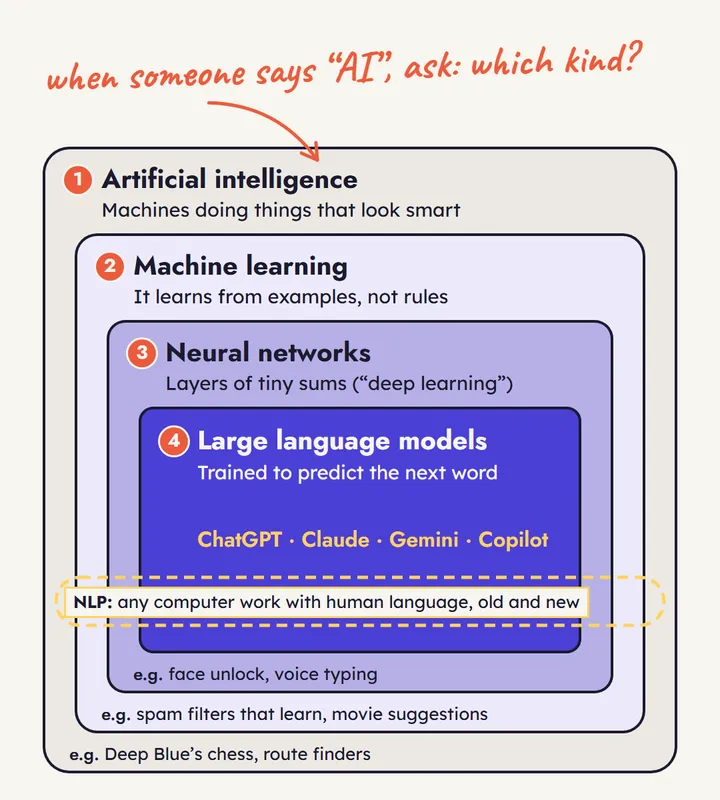 when someone says “AI”, ask: which kind?
1 Artificial intelligence
Machines doing things that look smart
2 Machine learning
It learns from examples, not rules
3 Neural networks
Layers of tiny sums (“deep learning”)
4 Large language models
Trained to predict the next word
ChatGPT · Claude · Gemini · Copilot
NLP: any computer work with human language, old and new
e.g. face unlock, voice typing
e.g. spam filters that learn, movie suggestions
e.g. Deep Blue’s chess, route finders